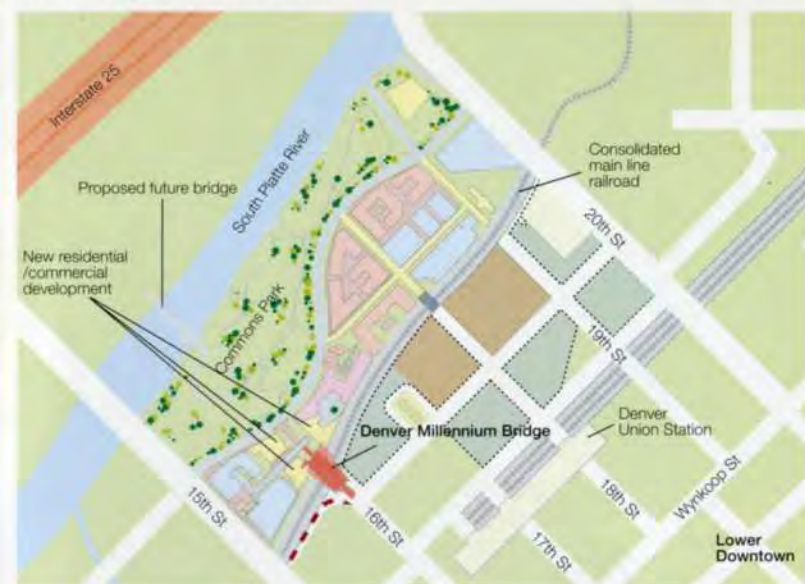 Interstate 25
South Platte River
Proposed future bridge
New residential
/commercial
development
Commons Park
Consolidated
main line
railroad
20th St
19th St
Denver Millennium Bridge
Denver
Union Station
15th St
16th St
17th St
18th St
Wynkoop St
Lower
Downtown